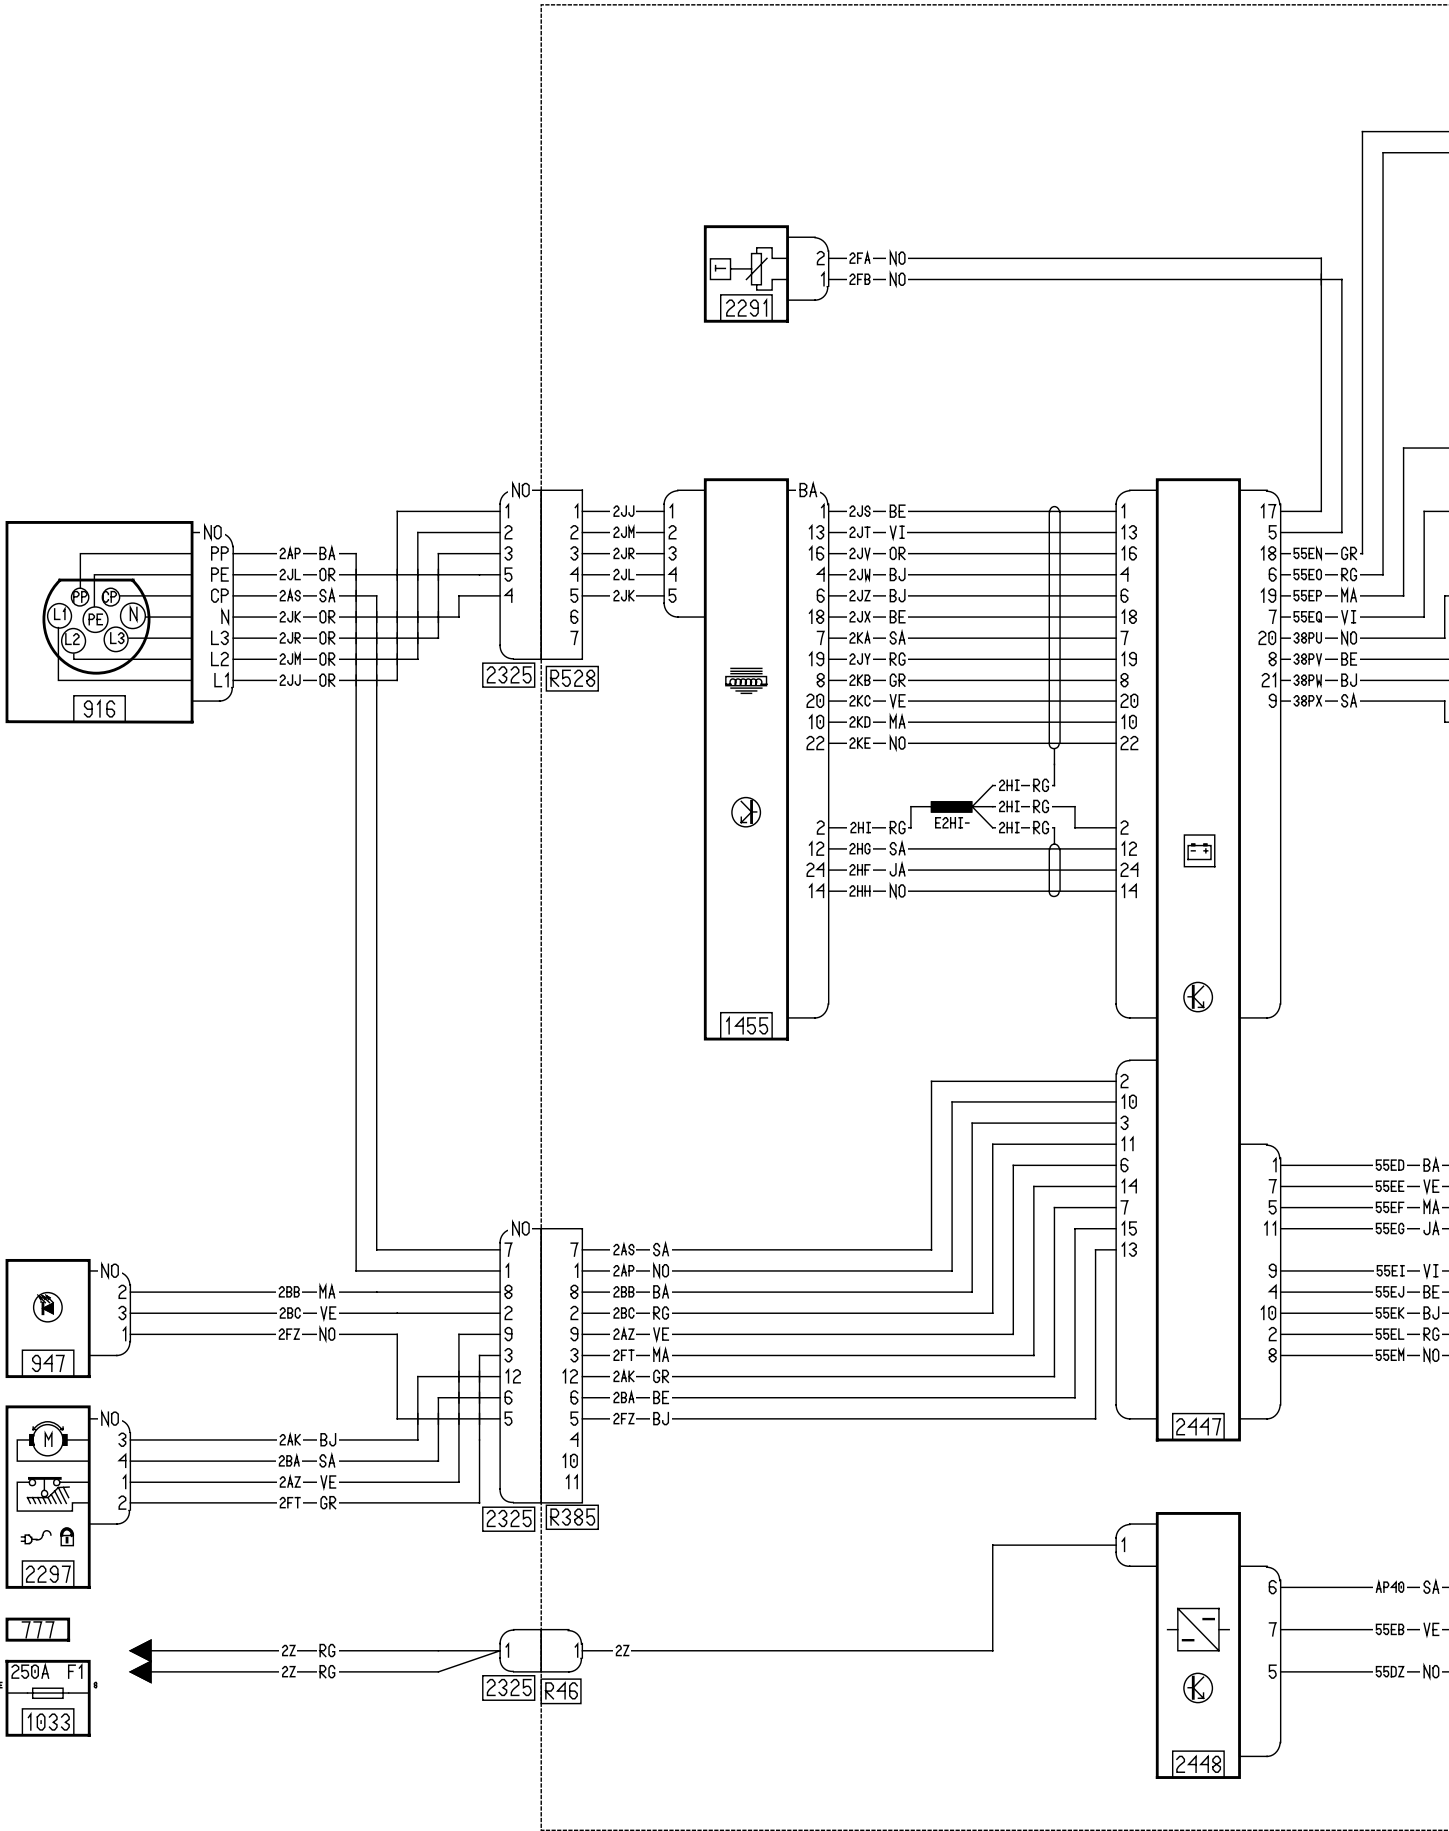 2 2FA NO
1 2FB NO
T
2291
NO
1 1 2JJ 1
2 2 2JM 2
3 3 2JR 3
5 4 2JL 4
4 5 2JK 5
6
7
2325 R528
NO
PP 2AP BA
PE 2JL OR
CP 2AS SA
N 2JK OR
L3 2JR OR
L2 2JM OR
L1 2JJ OR
PP CP
L1 PE N
L2 L3
916
BA
1 2JS BE 1
13 2JT VI 13
16 2JV OR 16
4 2JW BJ 4
6 2JZ BJ 6
18 2JX BE 18
7 2KA SA 7
19 2JY RG 19
8 2KB GR 8
20 2KC VE 20
10 2KD MA 10
22 2KE NO 22
2HI RG
2HI RG
2 2HI RG E2HI- 2HI RG 2
12 2HG SA 12
24 2HF JA 24
14 2HH NO 14
1455
17
5
18 55EN GR
6 55EO RG
19 55EP MA
7 55EQ VI
20 38PU NO
8 38PV BE
21 38PW BJ
9 38PX SA
- +
2
10
3
11
6
14
7
15
13
1 55ED BA
7 55EE VE
5 55EF MA
11 55EG JA
9 55EI VI
4 55EJ BE
10 55EK BJ
2 55EL RG
8 55EM NO
2447
NO
7 7 2AS SA
1 1 2AP NO
8 8 2BB BA
2 2 2BC RG
9 9 2AZ VE
3 3 2FT MA
12 12 2AK GR
6 6 2BA BE
5 5 2FZ BJ
4
10
11
2325 R385
NO
2 2BB MA
3 2BC VE
1 2FZ NO
947
NO
M
3 2AK BJ
4 2BA SA
1 2AZ VE
2 2FT GR
2297
777
2Z RG 1 1 2Z 1
2Z RG
2325 R46
250A F1
1033
6 AP40 SA
7 55EB VE
5 55DZ NO
2448